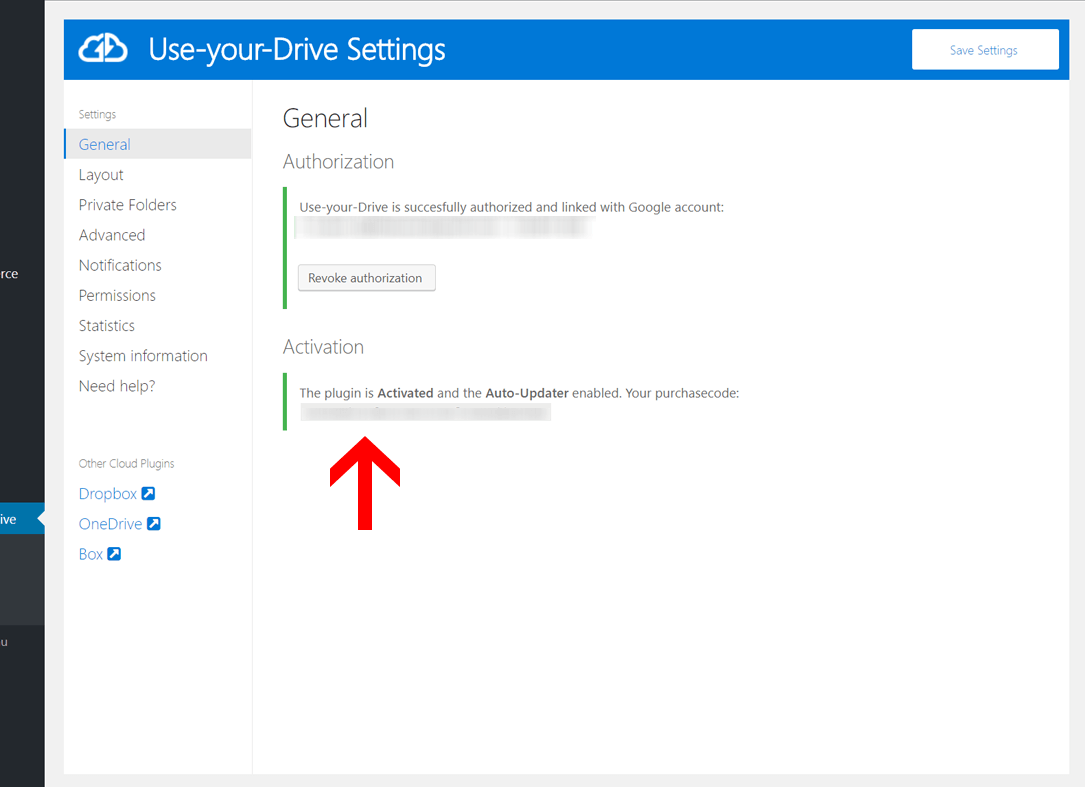 Use-your-Drive Settings
Save Settings
Settings
General
Layout
Private Folders
Advanced
Notifications
Permissions
Statistics
System information
Need help?
Other Cloud Plugins
Dropbox
OneDrive
Box
General
Authorization
Use-your-Drive is succesfully authorized and linked with Google account:
Revoke authorization
Activation
The plugin is Activated and the Auto-Updater enabled. Your purchasecode:
rce
ive
u